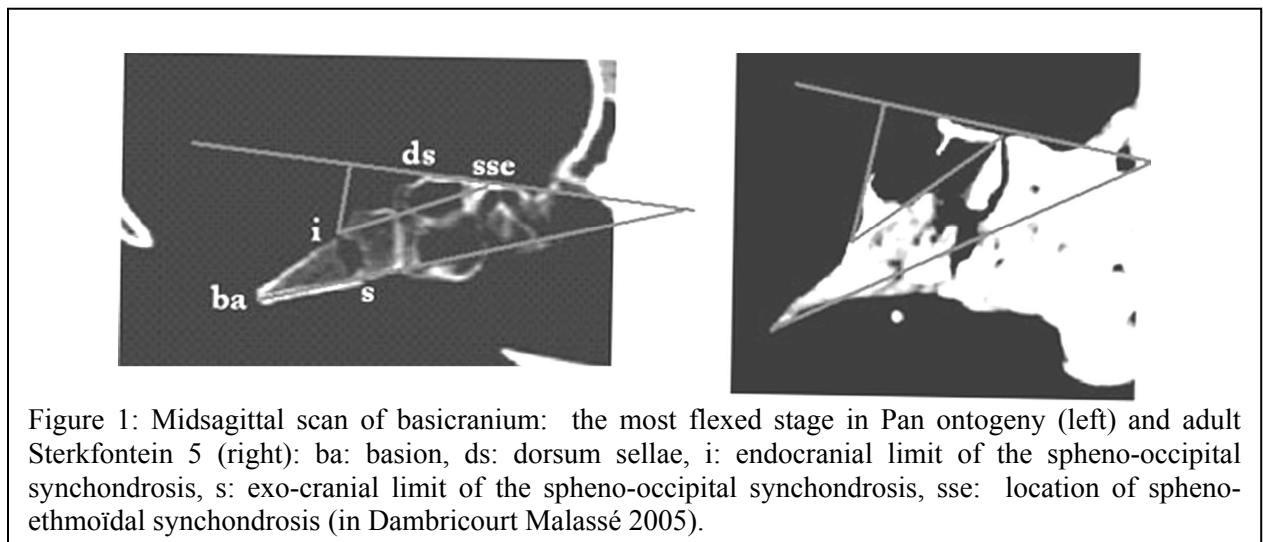 ds
sse
i
s
ba
Figure 1: Midsagittal scan of basicranium: the most flexed stage in Pan ontogeny (left) and adult
Sterkfontein 5 (right): ba: basion, ds: dorsum sellae, i: endocranial limit of the spheno-occipital
synchondrosis, s: exo-cranial limit of the spheno-occipital synchondrosis, sse: location of spheno-
ethmoïdal synchondrosis (in Dambricourt Malassé 2005).